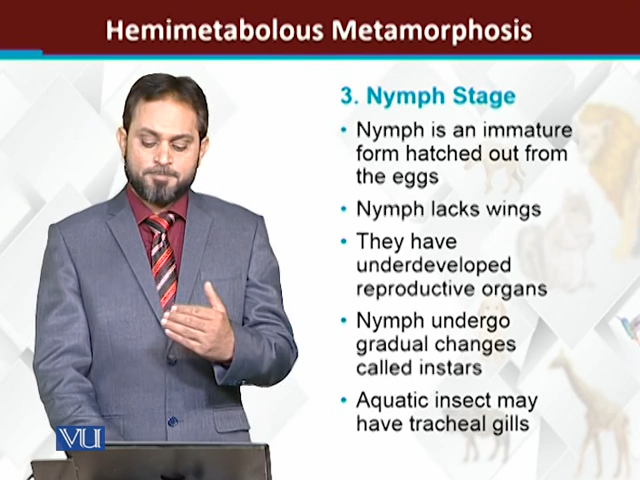 Hemimetabolous Metamorphosis
3. Nymph Stage
• Nymph is an immature
form hatched out from
the eggs
• Nymph lacks wings
• They have
underdeveloped
reproductive organs
• Nymph undergo
gradual changes
called instars
• Aquatic insect may
have tracheal gills
VU